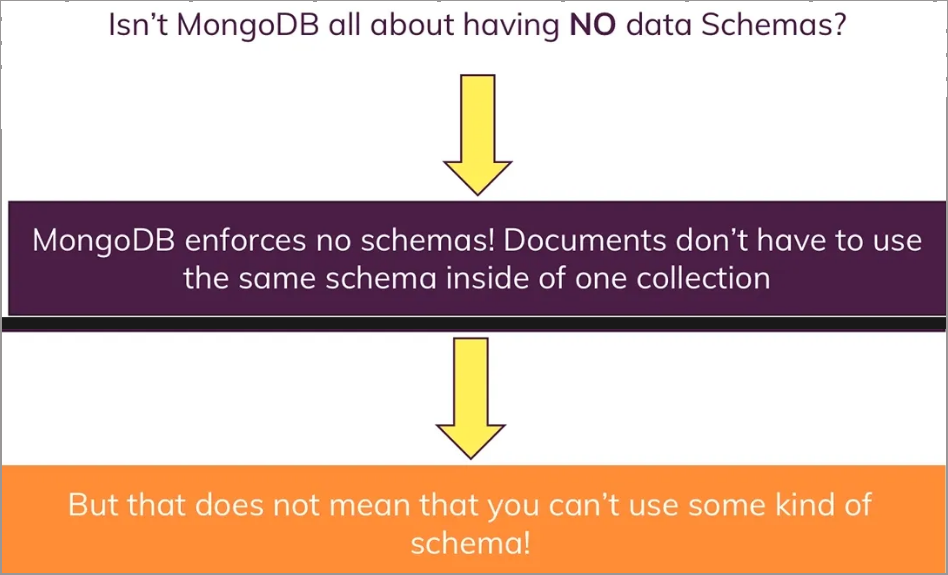 Isn’t MongoDB all about having NO data Schemas?
MongoDB enforces no schemas! Documents don’t have to use
the same schema inside of one collection
But that does not mean that you can’t use some kind of
schema!